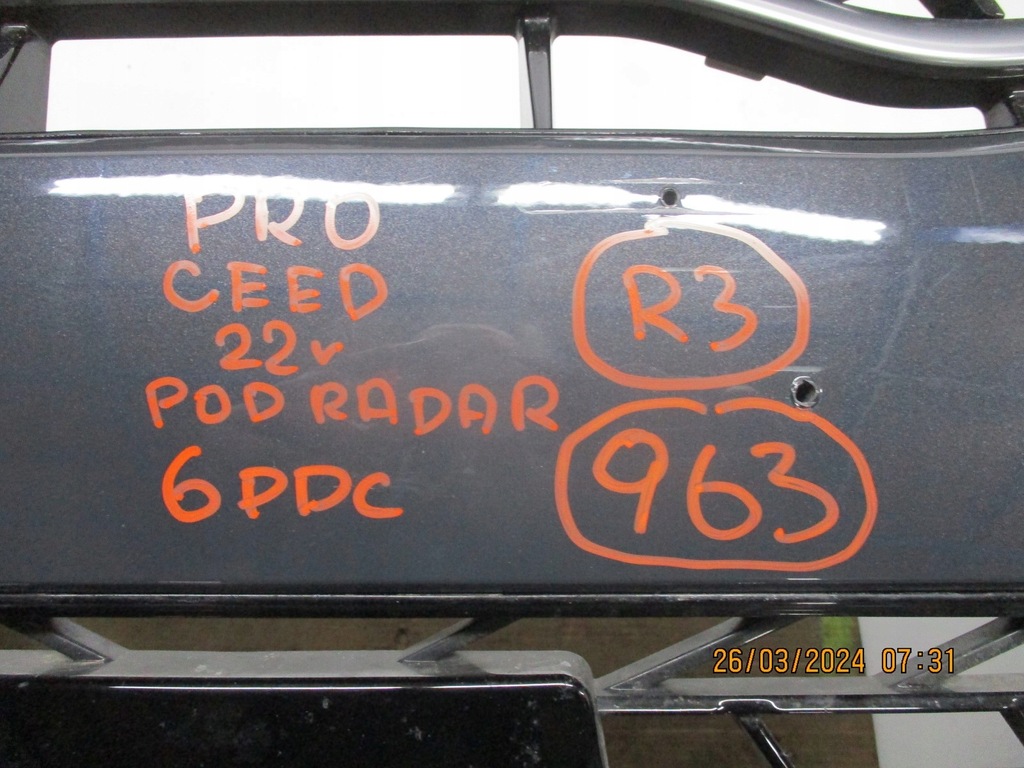 PRO
CEED
22r
POD RADAR
6 PDC
R3
963
26/03/2024 07:31